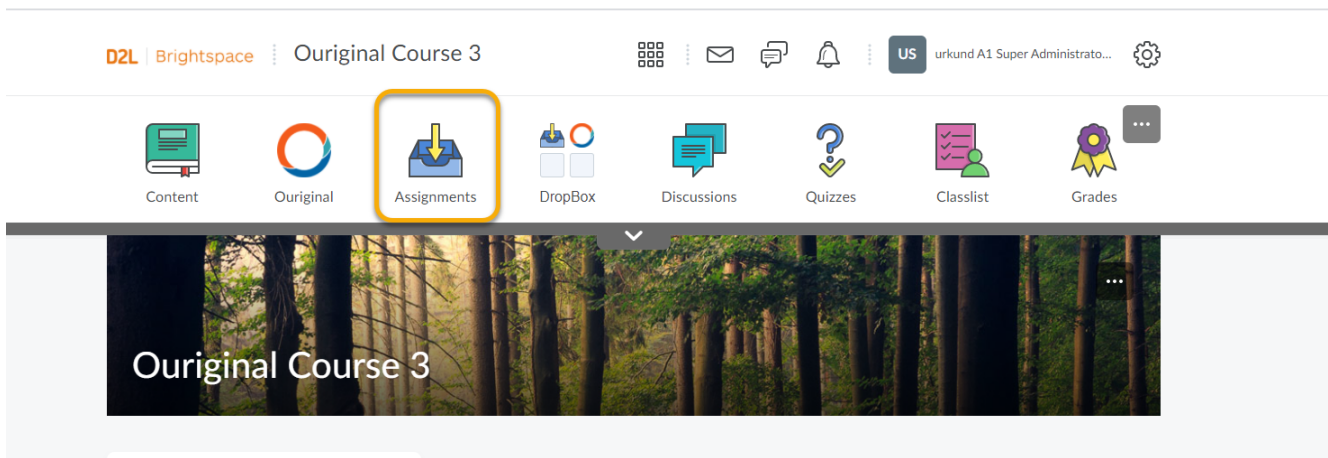 D2L Brightspace Ouriginal Course 3 US urkund A1 Super Administrato...
Content Ouriginal Assignments DropBox Discussions Quizzes Classlist Grades
Ouriginal Course 3